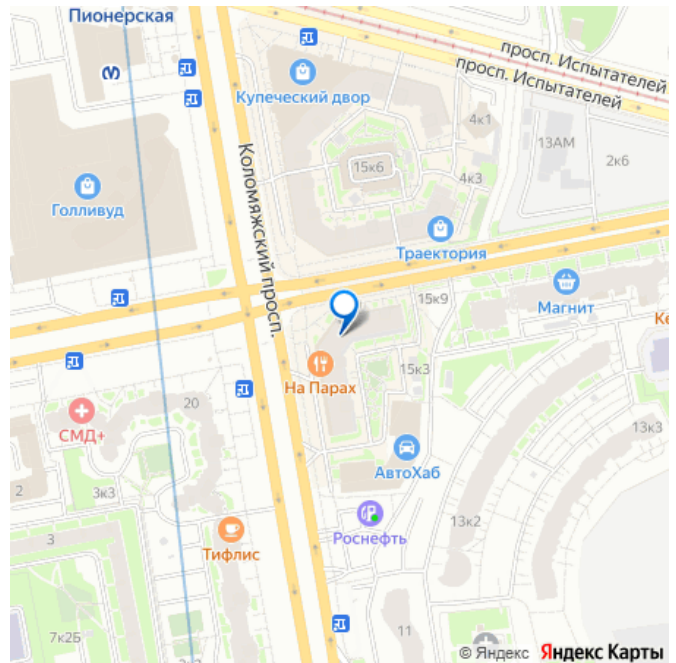 Пионерская
просп. Испытателей
просп. Испытателей
Купеческий двор
4к1
13АМ
2к6
15к6
4к3
Коломяжский просп.
Голливуд
Траектория
15к9
Магнит
На Парах
15к3
20
СМД+
13к3
АвтоХаб
2
3к3
Роснефть
13к2
3
Тифлис
7к2Б
11
© Яндекс Яндекс Карты